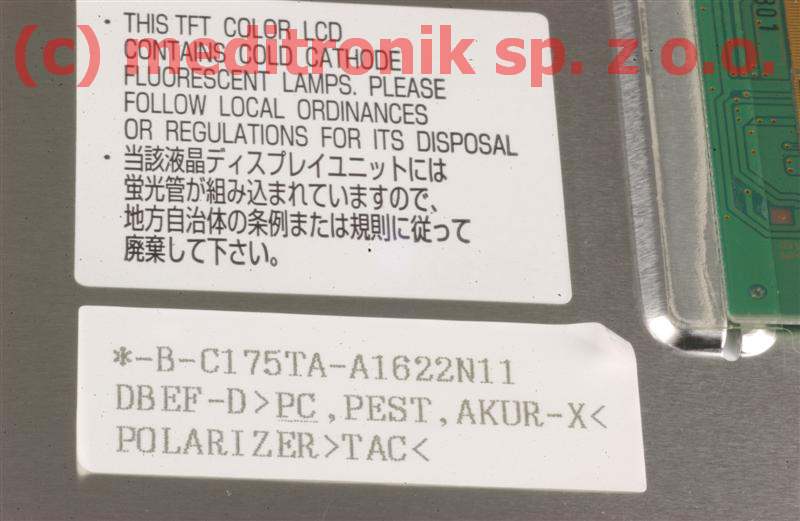 (c) meditronik sp. z o.o.
· THIS TFT COLOR LCD
CONTAINS COLD CATHODE
FLUORESCENT LAMPS. PLEASE
FOLLOW LOCAL ORDINANCES
OR REGULATIONS FOR ITS DISPOSAL
· 当該液晶ディスプレイユニットには
蛍光管が組み込まれていますので、
地方自治体の条例または規則に従って
廃棄して下さい。
*-B-C175TA-A1622N11
DBEF-D>PC,PEST,AKUR-X<
POLARIZER>TAC<
801